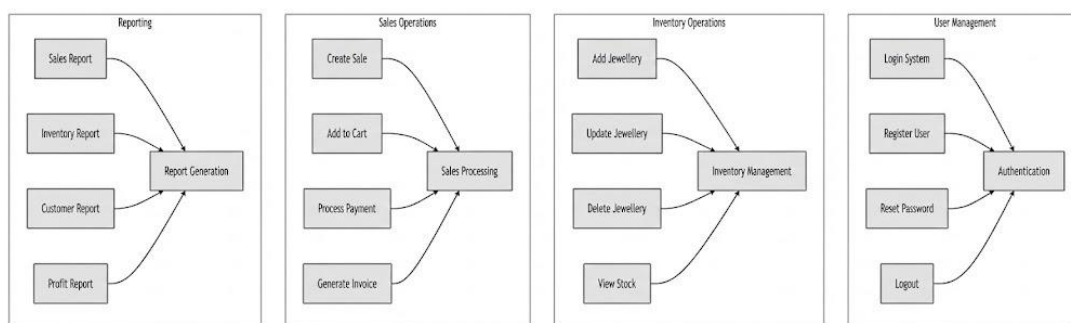 Reporting
Sales Report
Inventory Report
Report Generation
Customer Report
Profit Report
Sales Operations
Create Sale
Add to Cart
Sales Processing
Process Payment
Generate Invoice
Inventory Operations
Add Jewellery
Update Jewellery
Inventory Management
Delete Jewellery
View Stock
User Management
Login System
Register User
Authentication
Reset Password
Logout